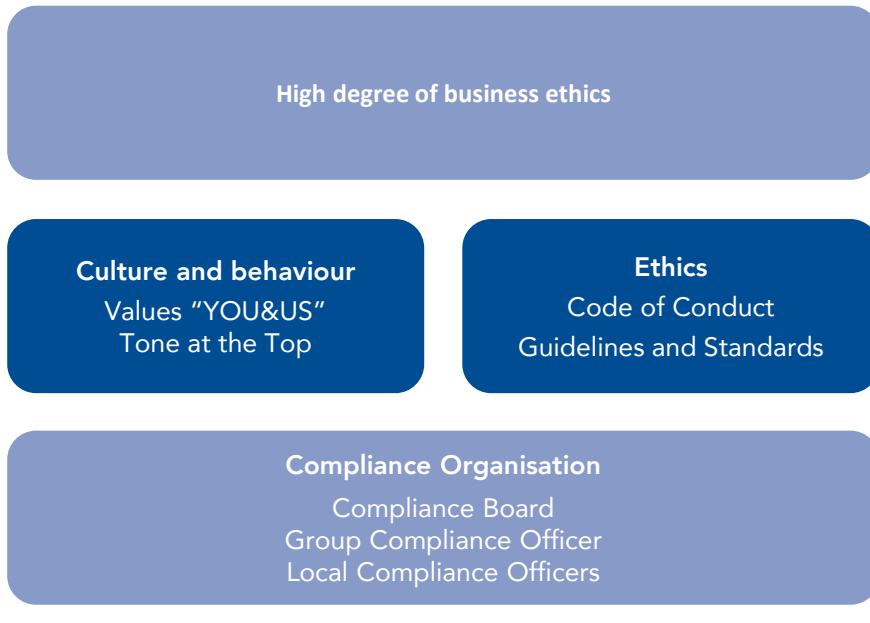 High degree of business ethics
Culture and behaviour
Values “YOU&US”
Tone at the Top
Ethics
Code of Conduct
Guidelines and Standards
Compliance Organisation
Compliance Board
Group Compliance Officer
Local Compliance Officers